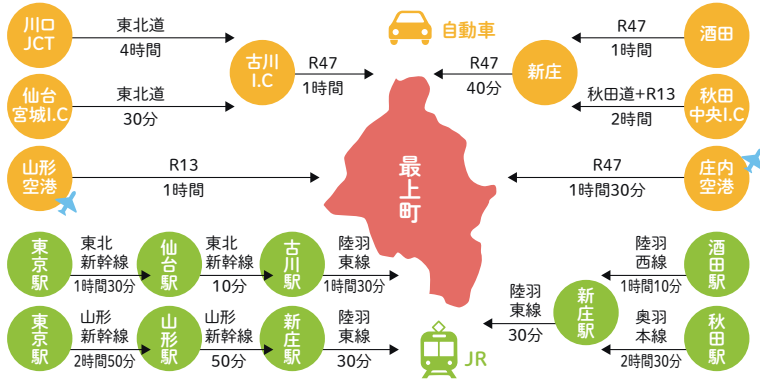 川口
JCT
東北道
4時間
仙台
宮城I.C
東北道
30分
古川
I.C
R47
1時間
自動車
R47
40分
新庄
R47
1時間
酒田
秋田道+R13
2時間
秋田
中央I.C
山形
空港
R13
1時間
最上町
R47
1時間30分
庄内
空港
東京駅
東北
新幹線
1時間30分
仙台駅
東北
新幹線
10分
古川駅
陸羽
東線
1時間30分
東京駅
山形
新幹線
2時間50分
山形駅
山形
新幹線
50分
新庄駅
陸羽
東線
30分
JR
陸羽
東線
30分
新庄駅
陸羽
西線
1時間10分
酒田駅
奥羽
本線
2時間30分
秋田駅